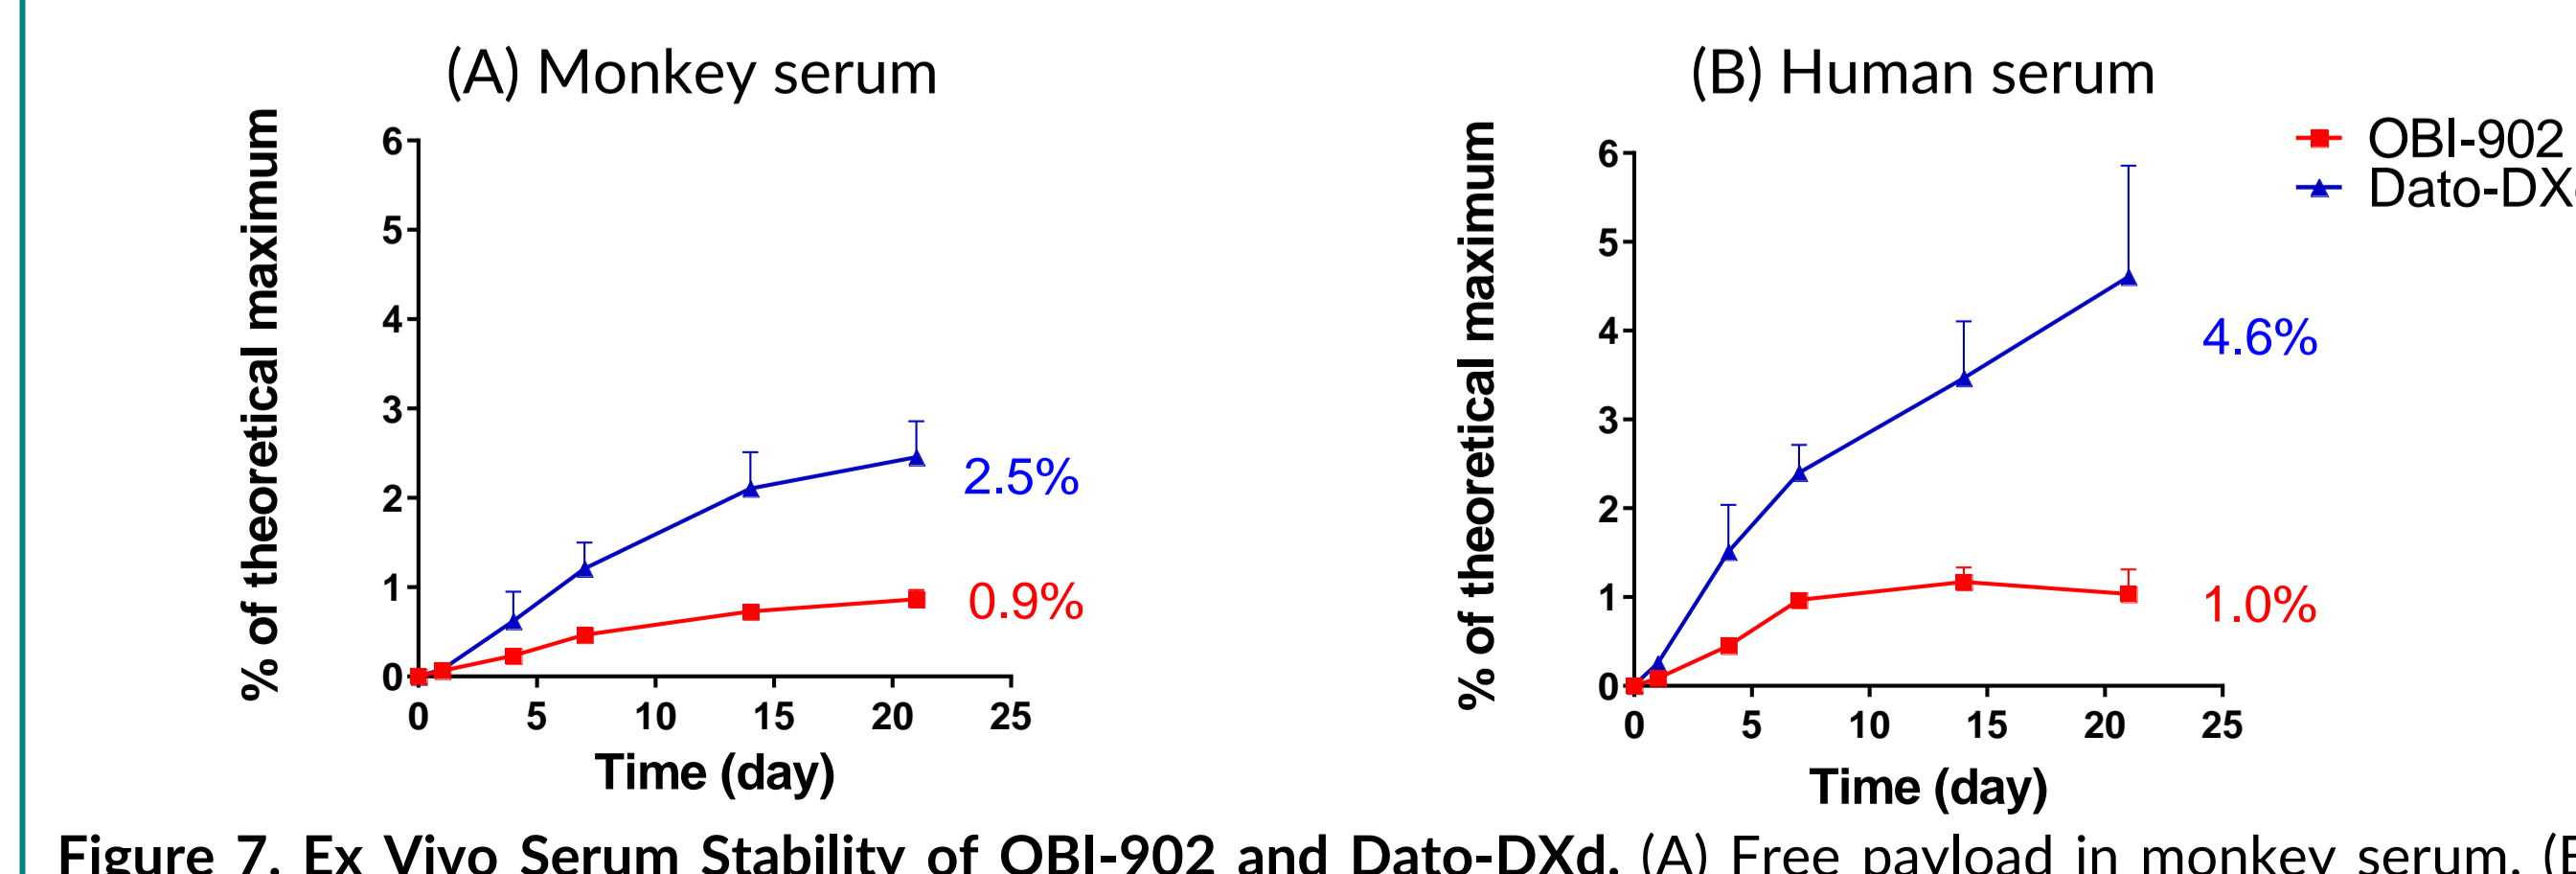 (A) Monkey serum
% of theoretical maximum
6
5
4
3
2
1
0
2.5%
0.9%
0 5 10 15 20 25
Time (day)
(B) Human serum
% of theoretical maximum
6
5
4
3
2
1
0
4.6%
1.0%
0 5 10 15 20 25
Time (day)
OBI-902
Dato-DX
Figure 7. Ex Vivo Serum Stability of OBI-902 and Dato-DXd. (A) Free payload in monkey serum. (B